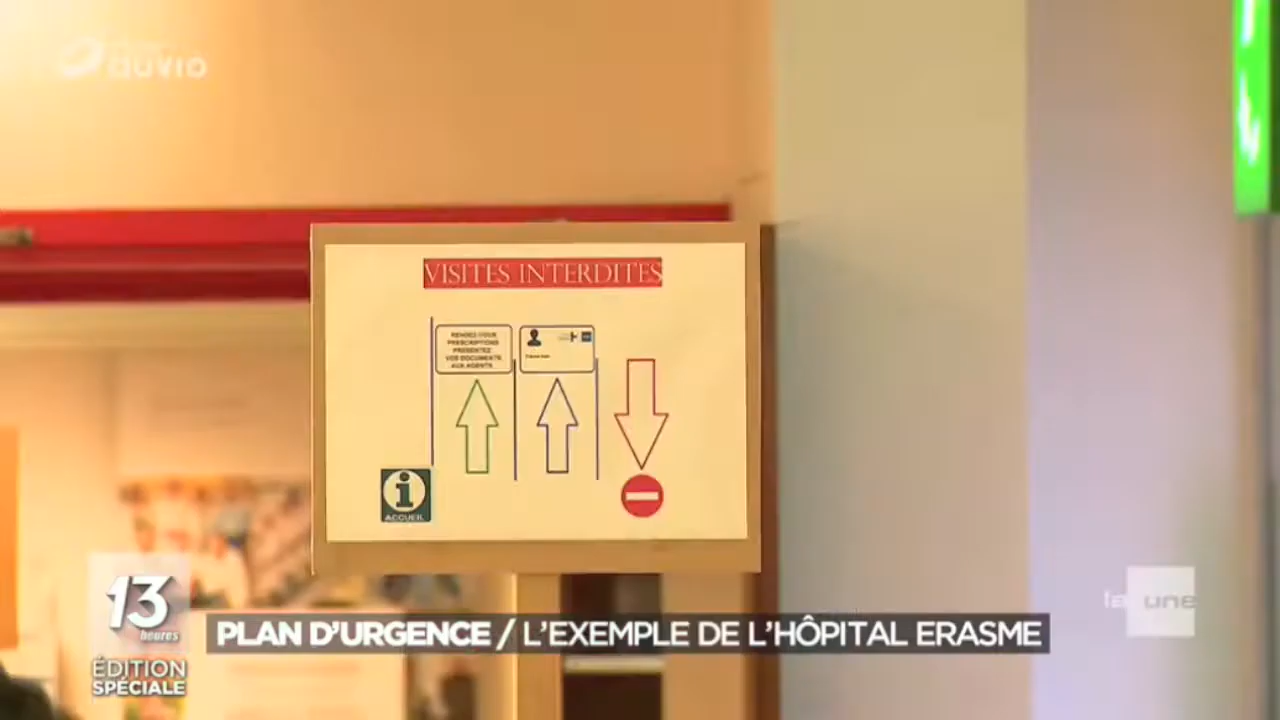 auvio
VISITES INTERDITES
RENDEZ-VOUS
PRESCRIPTIONS
PRESENTEZ
VOS DOCUMENTS
AUX AGENTS
i
ACCUEIL
13
heures
ÉDITION
SPÉCIALE
PLAN D'URGENCE / L'EXEMPLE DE L'HÔPITAL ERASME
la une